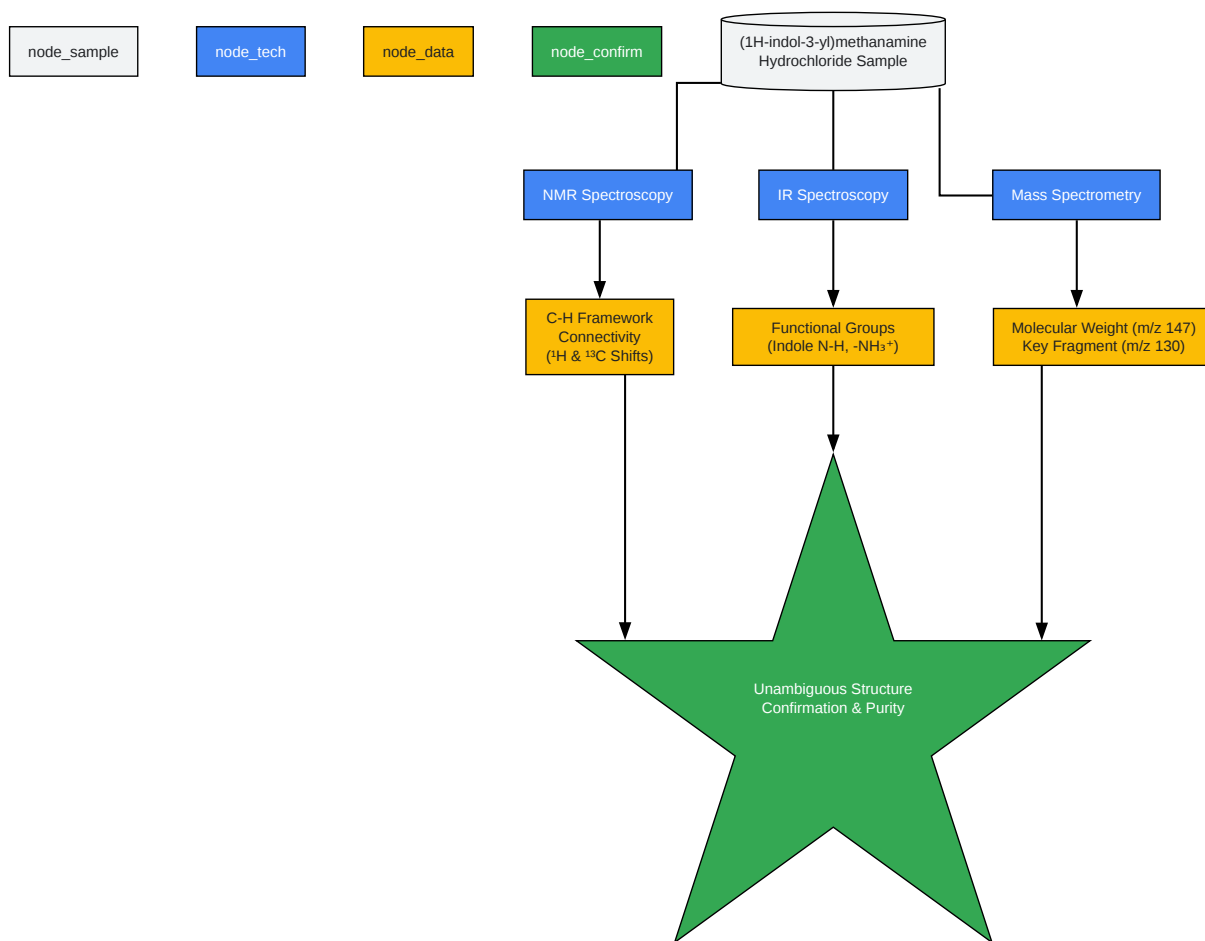 node_sample
node_tech
node_data
node_confirm
(1H-indol-3-yl)methanamine
Hydrochloride Sample
NMR Spectroscopy
IR Spectroscopy
Mass Spectrometry
C-H Framework
Connectivity
(¹H & ¹³C Shifts)
Functional Groups
(Indole N-H, -NH₃⁺)
Molecular Weight (m/z 147)
Key Fragment (m/z 130)
Unambiguous Structure
Confirmation & Purity